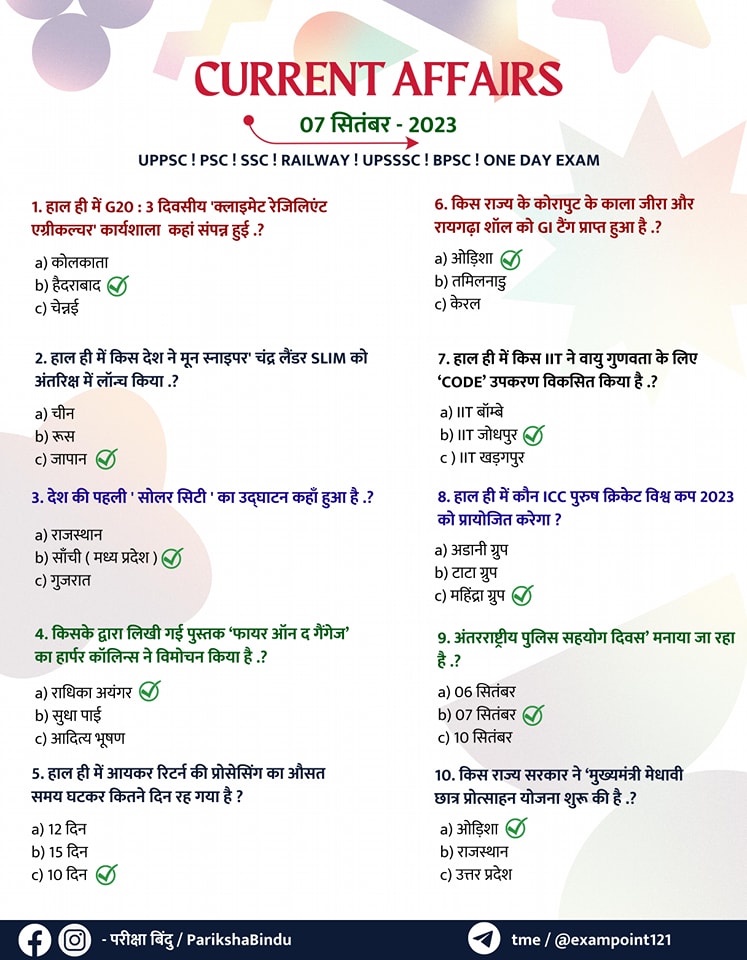 CURRENT AFFAIRS
07 सितंबर - 2023
UPPSC ! PSC ! SSC ! RAILWAY ! UPSSSC ! BPSC ! ONE DAY EXAM
1. हाल ही में G20 : 3 दिवसीय 'क्लाइमेट रेजिलिएंट
एग्रीकल्चर' कार्यशाला कहां संपन्न हुई .?
a) कोलकाता
b) हैदराबाद
c) चेन्नई
2. हाल ही में किस देश ने मून स्नाइपर' चंद्र लैंडर SLIM को
अंतरिक्ष में लॉन्च किया .?
a) चीन
b) रूस
c) जापान
3. देश की पहली ' सोलर सिटी ' का उद्घाटन कहाँ हुआ है .?
a) राजस्थान
b) साँची ( मध्य प्रदेश )
c) गुजरात
4. किसके द्वारा लिखी गई पुस्तक ‘फायर ऑन द गैंगेज’
का हार्पर कॉलिन्स ने विमोचन किया है .?
a) राधिका अयंगर
b) सुधा पाई
c) आदित्य भूषण
5. हाल ही में आयकर रिटर्न की प्रोसेसिंग का औसत
समय घटकर कितने दिन रह गया है ?
a) 12 दिन
b) 15 दिन
c) 10 दिन
6. किस राज्य के कोरापुट के काला जीरा और
रायगढ़ा शॉल को GI टैंग प्राप्त हुआ है .?
a) ओड़िशा
b) तमिलनाडु
c) केरल
7. हाल ही में किस IIT ने वायु गुणवता के लिए
‘CODE’ उपकरण विकसित किया है .?
a) IIT बॉम्बे
b) IIT जोधपुर
c ) IIT खड़गपुर
8. हाल ही में कौन ICC पुरुष क्रिकेट विश्व कप 2023
को प्रायोजित करेगा ?
a) अडानी ग्रुप
b) टाटा ग्रुप
c) महिंद्रा ग्रुप
9. अंतरराष्ट्रीय पुलिस सहयोग दिवस’ मनाया जा रहा
है .?
a) 06 सितंबर
b) 07 सितंबर
c) 10 सितंबर
10. किस राज्य सरकार ने ‘मुख्यमंत्री मेधावी
छात्र प्रोत्साहन योजना शुरू की है .?
a) ओड़िशा
b) राजस्थान
c) उत्तर प्रदेश
- परीक्षा बिंदु / ParikshaBindu
tme / @exampoint121